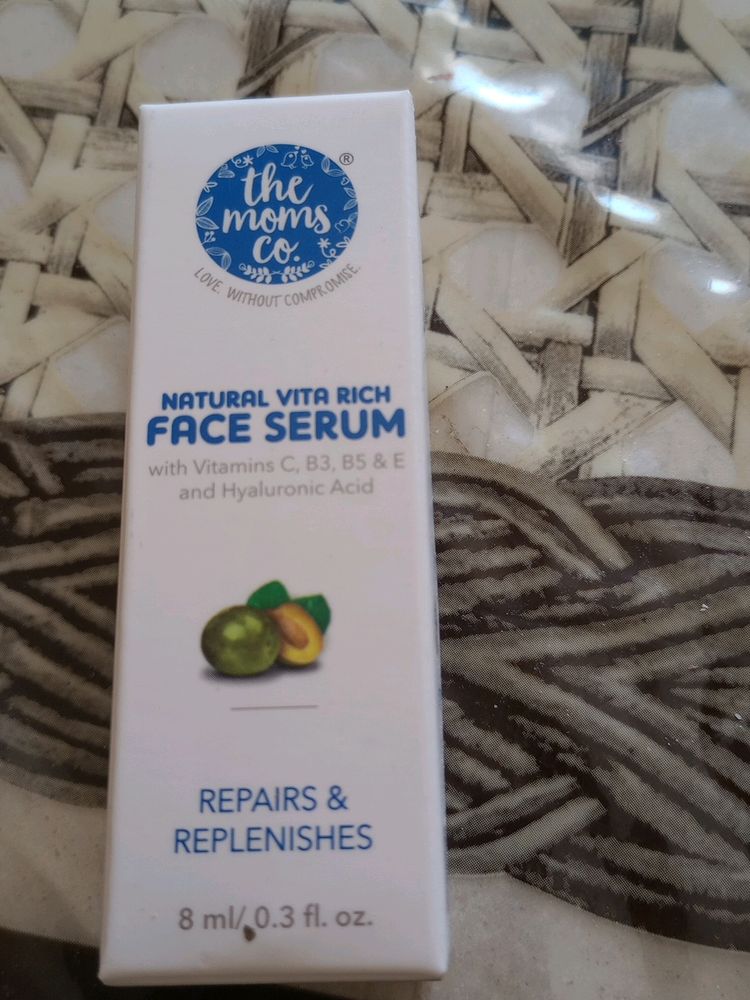 the
moms
co.
®
LOVE. WITHOUT COMPROMISE.
NATURAL VITA RICH
FACE SERUM
with Vitamins C, B3, B5 & E
and Hyaluronic Acid
REPAIRS &
REPLENISHES
8 ml/ 0.3 fl. oz.